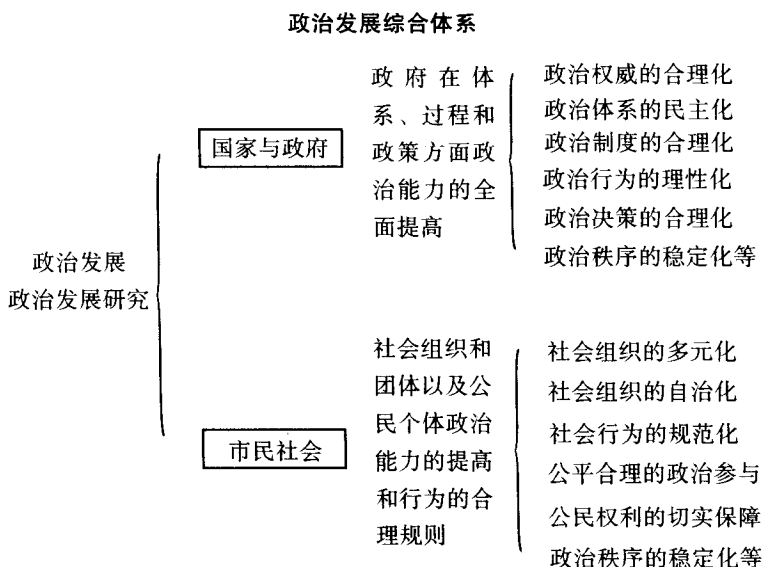 政治发展综合体系
政治发展
政治发展研究
国家与政府
政府在体
系、过程和
政策方面政
治能力的全
面提高
政治权威的合理化
政治体系的民主化
政治制度的合理化
政治行为的理性化
政治决策的合理化
政治秩序的稳定化等
市民社会
社会组织和
团体以及公
民个体政治
能力的提高
和行为的合
理规则
社会组织的多元化
社会组织的自治化
社会行为的规范化
公平合理的政治参与
公民权利的切实保障
政治秩序的稳定化等